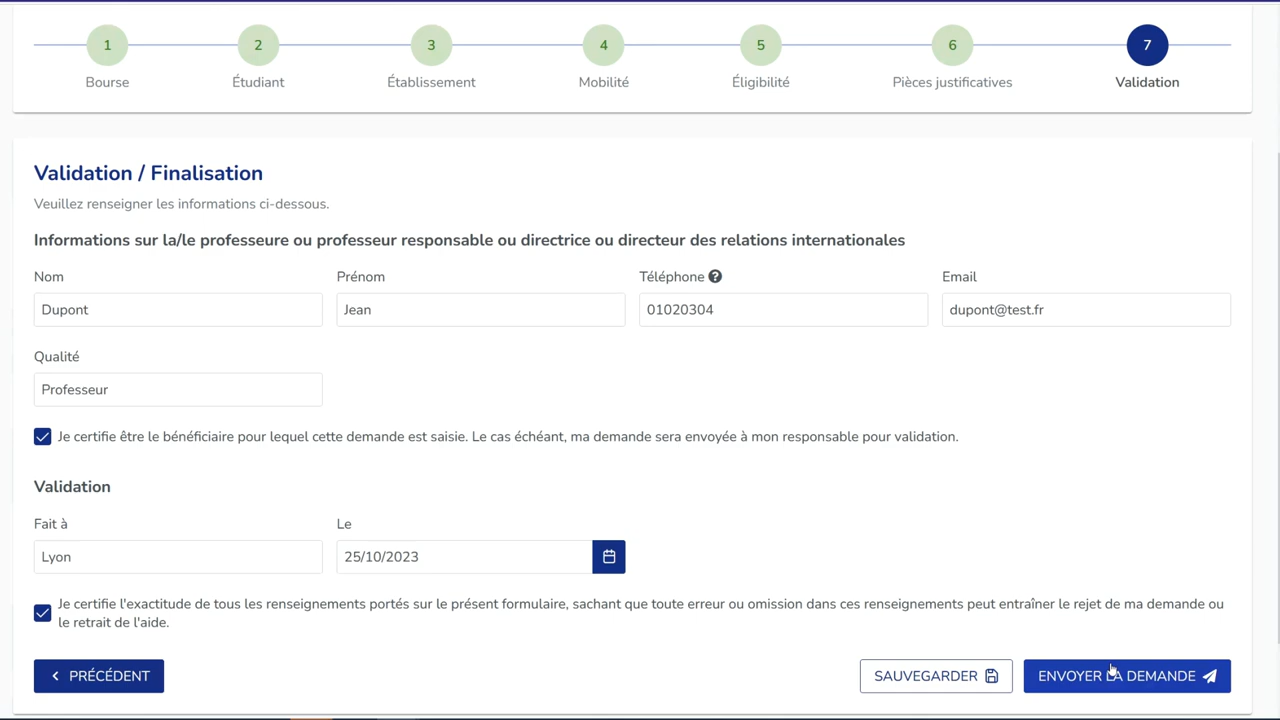 1 2 3 4 5 6 7
Bourse Étudiant Établissement Mobilité Éligibilité Pièces justificatives Validation
Validation / Finalisation
Veuillez renseigner les informations ci-dessous.
Informations sur la/le professeure ou professeur responsable ou directrice ou directeur des relations internationales
Nom Prénom Téléphone ? Email
Dupont Jean 01020304 dupont@test.fr
Qualité
Professeur
Je certifie être le bénéficiaire pour lequel cette demande est saisie. Le cas échéant, ma demande sera envoyée à mon responsable pour validation.
Validation
Fait à Le
Lyon 25/10/2023
Je certifie l'exactitude de tous les renseignements portés sur le présent formulaire, sachant que toute erreur ou omission dans ces renseignements peut entraîner le rejet de ma demande ou
le retrait de l'aide.
PRÉCÉDENT SAUVEGARDER ENVOYER LA DEMANDE